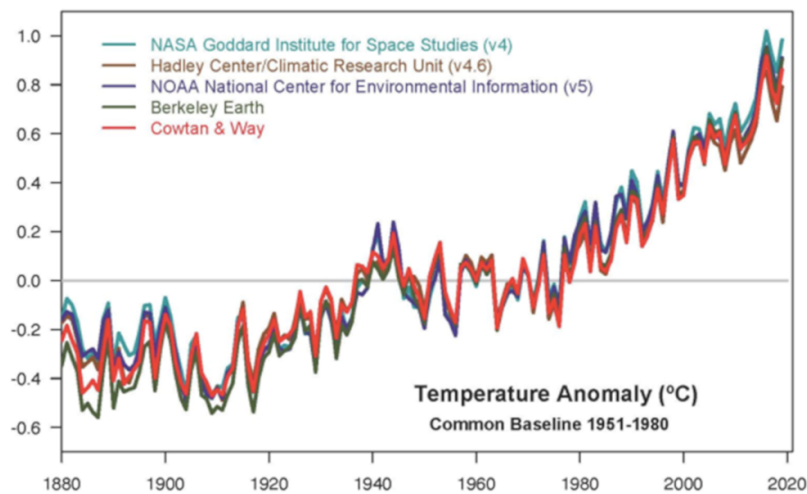 1.0
NASA Goddard Institute for Space Studies (v4)
Hadley Center/Climatic Research Unit (v4.6)
0.8
NOAA National Center for Environmental Information (v5)
Berkeley Earth
0.6
Cowtan & Way
0.4
0.2
0.0
-0.2
-0.4
Temperature Anomaly (ºC)
Common Baseline 1951-1980
-0.6
1880 1900 1920 1940 1960 1980 2000 2020